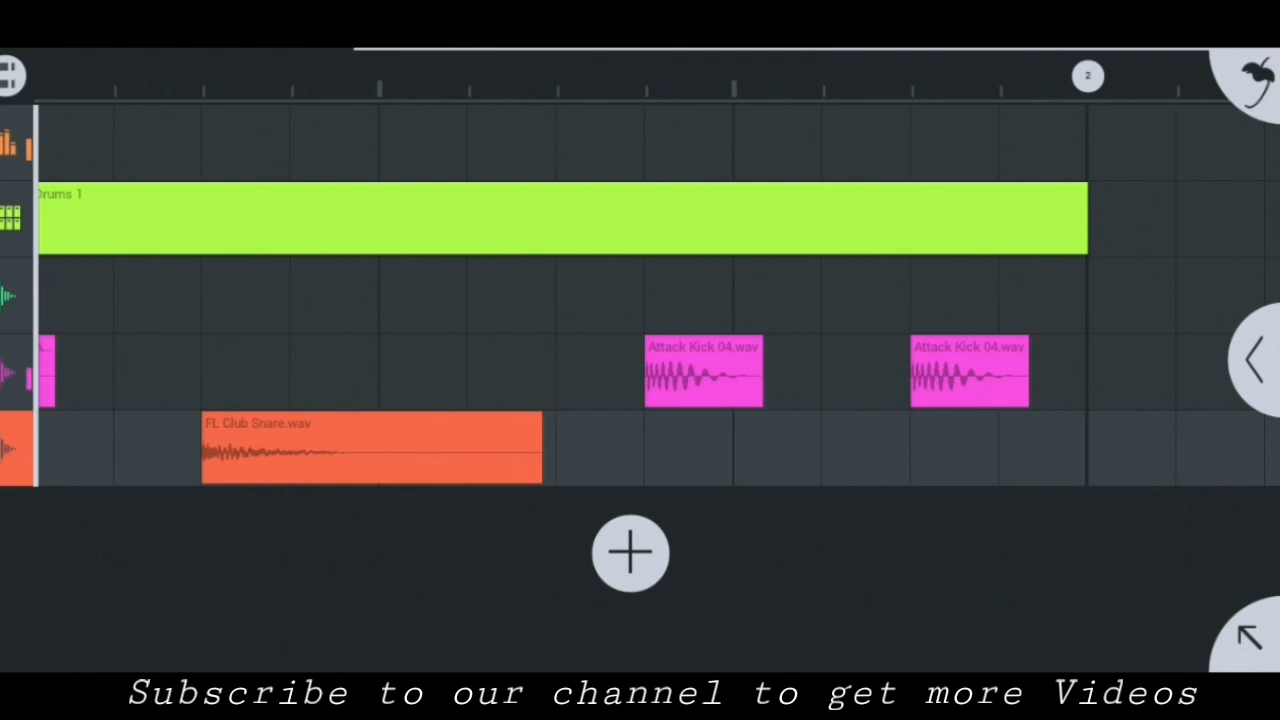 2
Drums 1
Attack Kick 04.wav
Attack Kick 04.wav
FL Club Snare.wav
Subscribe to our channel to get more Videos